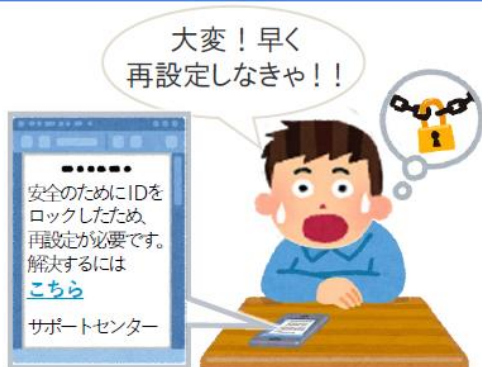 大変！早く
再設定しなきゃ！！
安全のためにIDを
ロックしたため、
再設定が必要です。
解決するには
こちら
サポートセンター